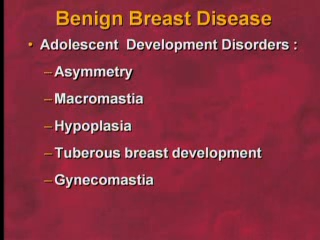 Benign Breast Disease
• Adolescent Development Disorders :
– Asymmetry
– Macromastia
– Hypoplasia
– Tuberous breast development
– Gynecomastia